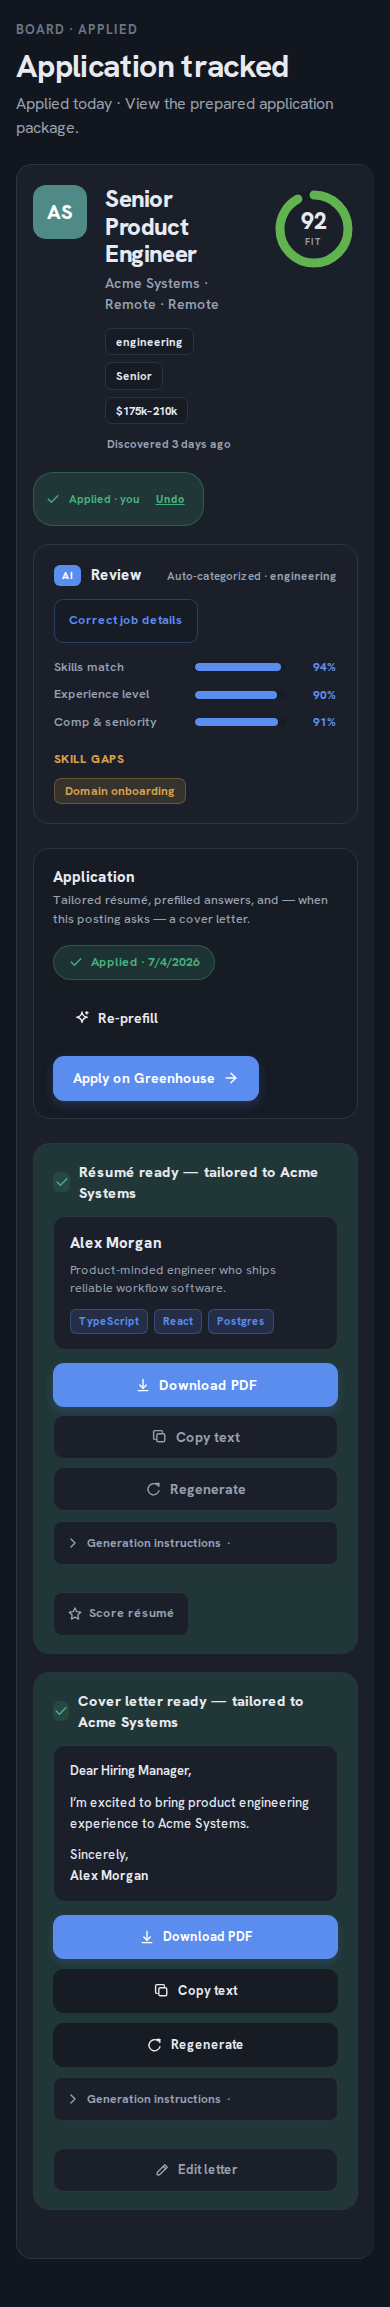 BOARD · APPLIED
Application tracked
Applied today · View the prepared application
package.
AS
Senior
Product
Engineer
92
FIT
Acme Systems ·
Remote · Remote
engineering
Senior
$175k–210k
Discovered 3 days ago
Applied · you Undo
AI Review Auto-categorized · engineering
Correct job details
Skills match 94%
Experience level 90%
Comp & seniority 91%
SKILL GAPS
Domain onboarding
Application
Tailored résumé, prefilled answers, and — when
this posting asks — a cover letter.
Applied · 7/4/2026
Re-prefill
Apply on Greenhouse
Résumé ready — tailored to Acme
Systems
Alex Morgan
Product-minded engineer who ships
reliable workflow software.
TypeScript React Postgres
Download PDF
Copy text
Regenerate
Generation instructions ·
Score résumé
Cover letter ready — tailored to
Acme Systems
Dear Hiring Manager,
I’m excited to bring product engineering
experience to Acme Systems.
Sincerely,
Alex Morgan
Download PDF
Copy text
Regenerate
Generation instructions ·
Edit letter